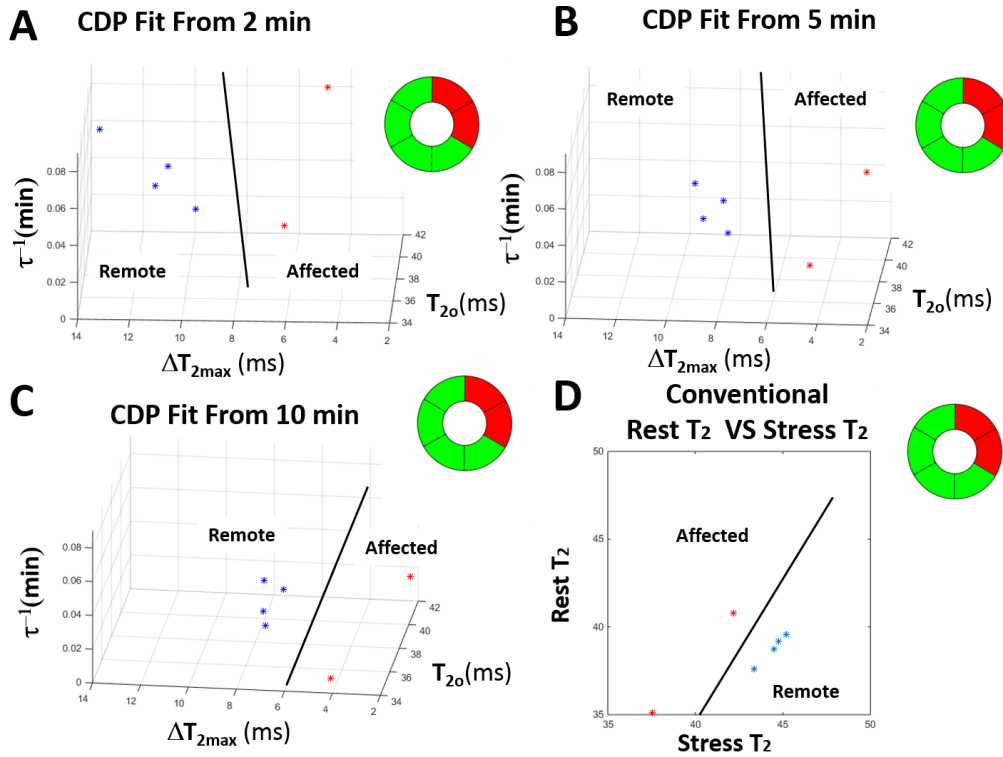 A
CDP Fit From 2 min
0.08
0.06
0.04
0.02
0
τ⁻¹(min)
Remote
Affected
14
12
10
8
6
4
2
ΔT2max (ms)
42
40
38
36
34
T2o(ms)
B
CDP Fit From 5 min
Remote
Affected
0.08
0.06
0.04
0.02
0
τ⁻¹(min)
14
12
10
8
6
4
2
ΔT2max (ms)
42
40
38
36
34
T2o(ms)
C
CDP Fit From 10 min
Remote
Affected
0.08
0.06
0.04
0.02
0
τ⁻¹(min)
14
12
10
8
6
4
2
ΔT2max (ms)
42
40
38
36
T2o(ms)
D
Conventional
Rest T2 VS Stress T2
50
45
40
35
Rest T2
Affected
Remote
35
40
45
50
Stress T2